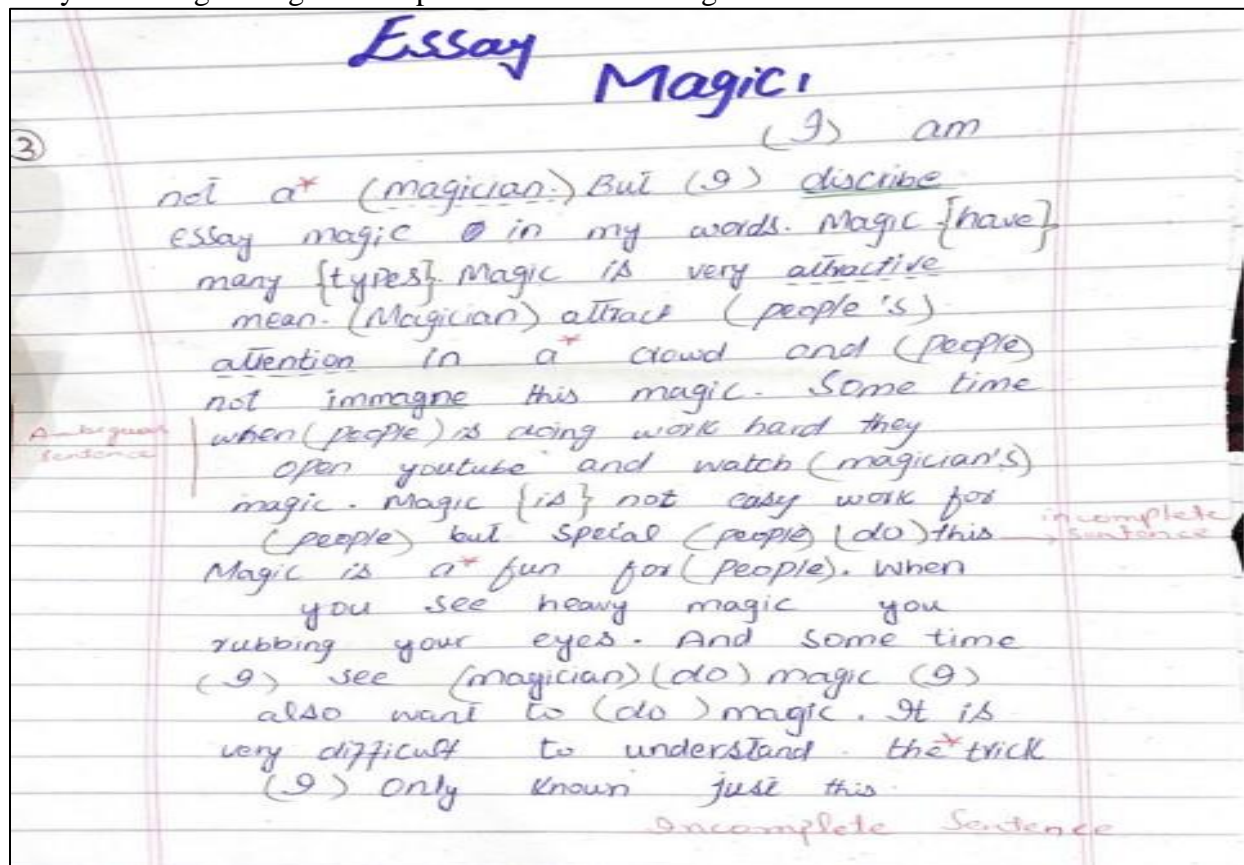 Essay
Magic,
3
(I) am
not a* (magician.) But (I) discribe
essay magic in my words. Magic {have}
many {types}. Magic is very attractive
mean. (Magician) attract (people's)
attention in a* crowd and (people)
not immagne this magic. Some time
Ambiguous
sentence
when (people) is doing work hard they
open youtube and watch (magician's)
magic. Magic {is} not easy work for
(people) but special (people) (do) this
incomplete
sentence
Magic is a* fun for (people). When
you see heavy magic you
rubbing your eyes. And some time
(I) see (magician) (do) magic (I)
also want to (do) magic. It is
very difficult to understand the* trick
(I) only known just this.
Incomplete Sentence